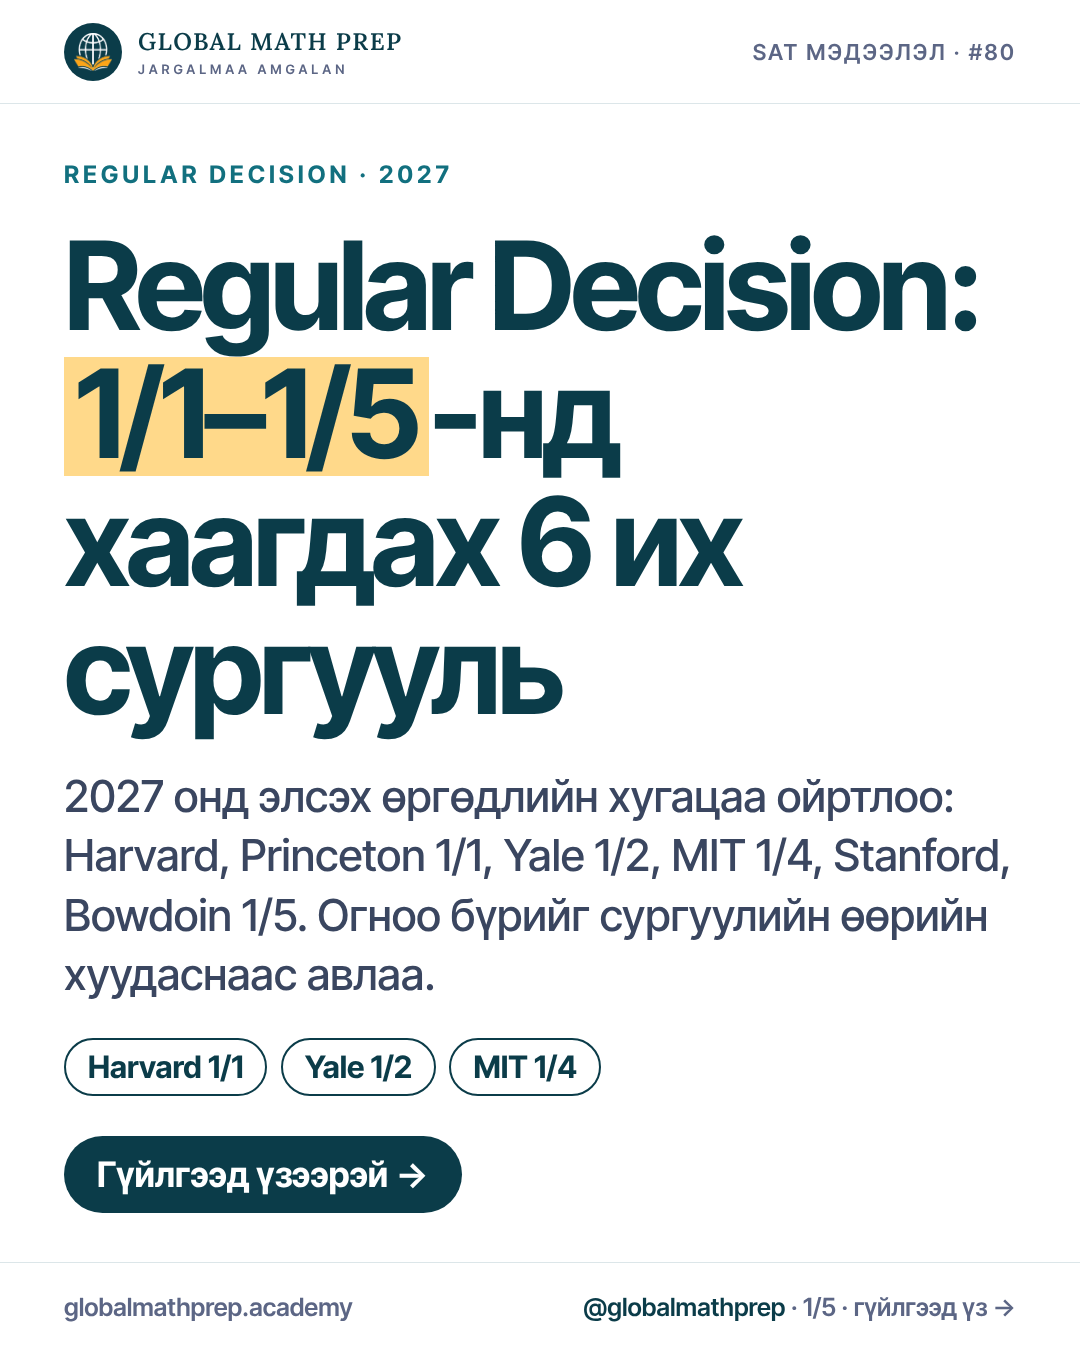 GLOBAL MATH PREP
JARGALMAA AMGALAN
SAT МЭДЭЭЛЭЛ · #80
REGULAR DECISION · 2027
Regular Decision:
1/1–1/5-нд
хаагдах 6 их
сургууль
2027 онд элсэх өргөдлийн хугацаа ойртлоо:
Harvard, Princeton 1/1, Yale 1/2, MIT 1/4, Stanford,
Bowdoin 1/5. Огноо бүрийг сургуулийн өөрийн
хуудаснаас авлаа.
Harvard 1/1
Yale 1/2
MIT 1/4
Гүйлгээд үзээрэй →
globalmathprep.academy
@globalmathprep · 1/5 · гүйлгээд үз →